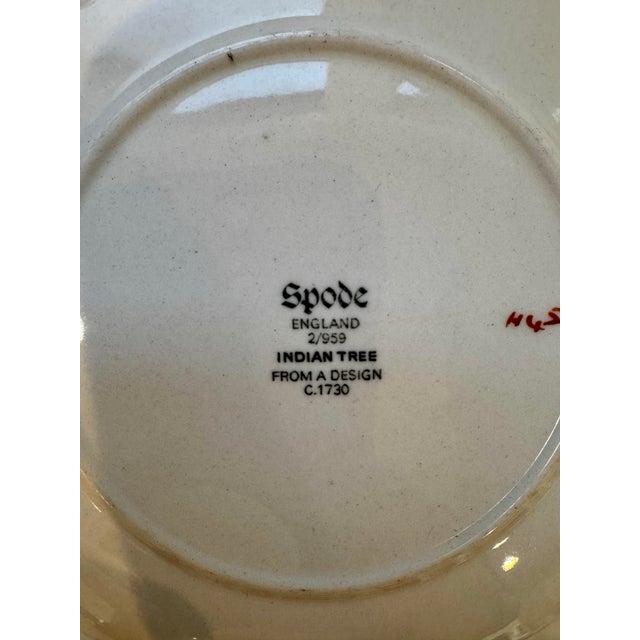 Spode
ENGLAND
2/959
INDIAN TREE
FROM A DESIGN
C.1730